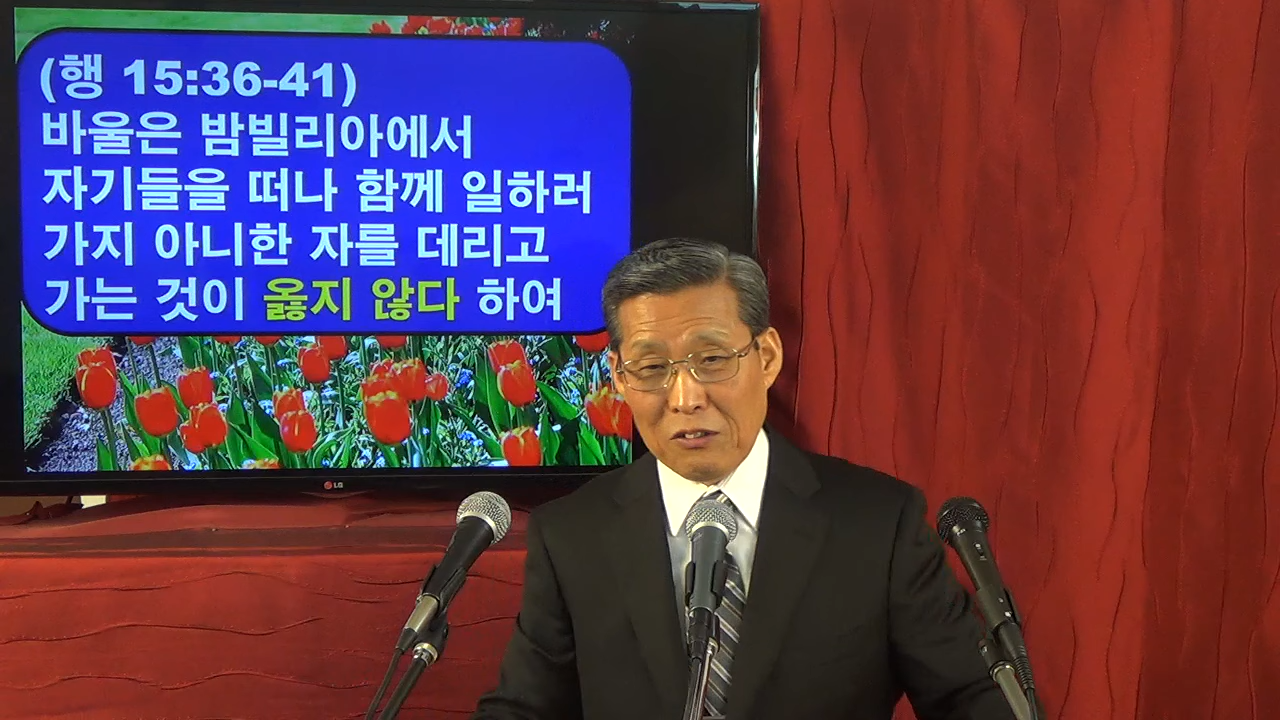 (행 15:36-41)
바울은 밤빌리아에서
자기들을 떠나 함께 일하러
가지 아니한 자를 데리고
가는 것이 옳지 않다 하여
LG